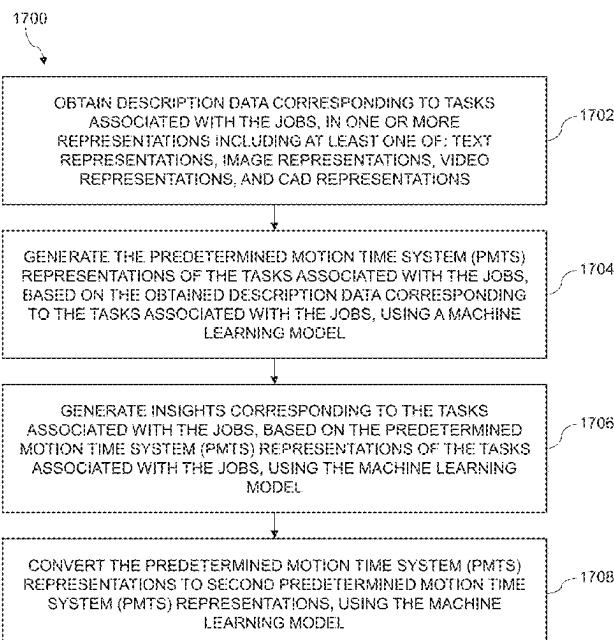 1700
OBTAIN DESCRIPTION DATA CORRESPONDING TO TASKS
ASSOCIATED WITH THE JOBS, IN ONE OR MORE
REPRESENTATIONS INCLUDING AT LEAST ONE OF: TEXT
REPRESENTATIONS, IMAGE REPRESENTATIONS, VIDEO
REPRESENTATIONS, AND CAD REPRESENTATIONS
1702
GENERATE THE PREDETERMINED MOTION TIME SYSTEM (PMTS)
REPRESENTATIONS OF THE TASKS ASSOCIATED WITH THE JOBS,
BASED ON THE OBTAINED DESCRIPTION DATA CORRESPONDING
TO THE TASKS ASSOCIATED WITH THE JOBS, USING A MACHINE
LEARNING MODEL
1704
GENERATE INSIGHTS CORRESPONDING TO THE TASKS
ASSOCIATED WITH THE JOBS, BASED ON THE PREDETERMINED
MOTION TIME SYSTEM (PMTS) REPRESENTATIONS OF THE TASKS
ASSOCIATED WITH THE JOBS, USING THE MACHINE LEARNING
MODEL
1706
CONVERT THE PREDETERMINED MOTION TIME SYSTEM (PMTS)
REPRESENTATIONS TO SECOND PREDETERMINED MOTION TIME
SYSTEM (PMTS) REPRESENTATIONS, USING THE MACHINE
LEARNING MODEL
1708